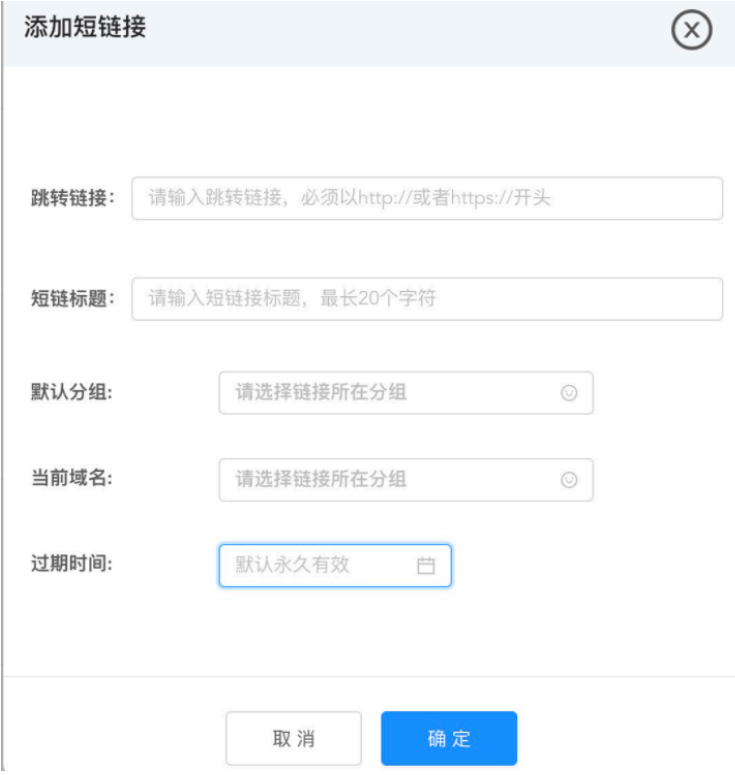 添加短链接
跳转链接： 请输入跳转链接，必须以http://或者https://开头
短链标题： 请输入短链接标题，最长20个字符
默认分组: 请选择链接所在分组
当前域名: 请选择链接所在分组
过期时间: 默认永久有效
取 消 确 定